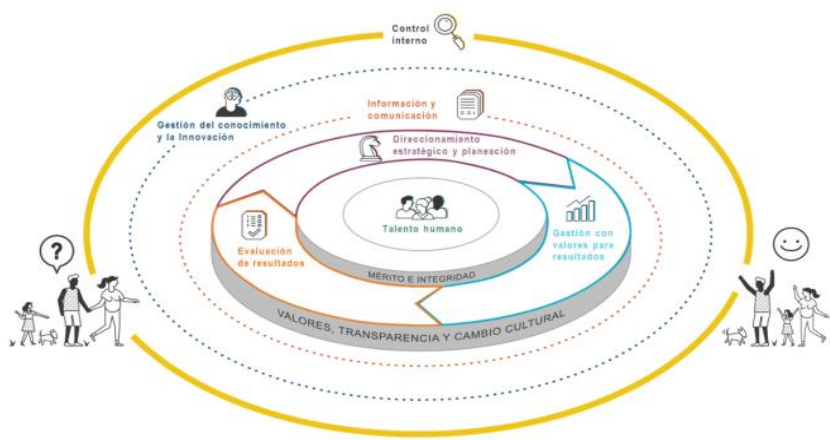 Control
interno
Gestión del conocimiento
y la Innovación
Información y
comunicación
Direccionamiento
estratégico y planeación
Talento humano
Gestión con
valores para
resultados
Evaluación
de resultados
MÉRITO E INTEGRIDAD
VALORES, TRANSPARENCIA Y CAMBIO CULTURAL
?